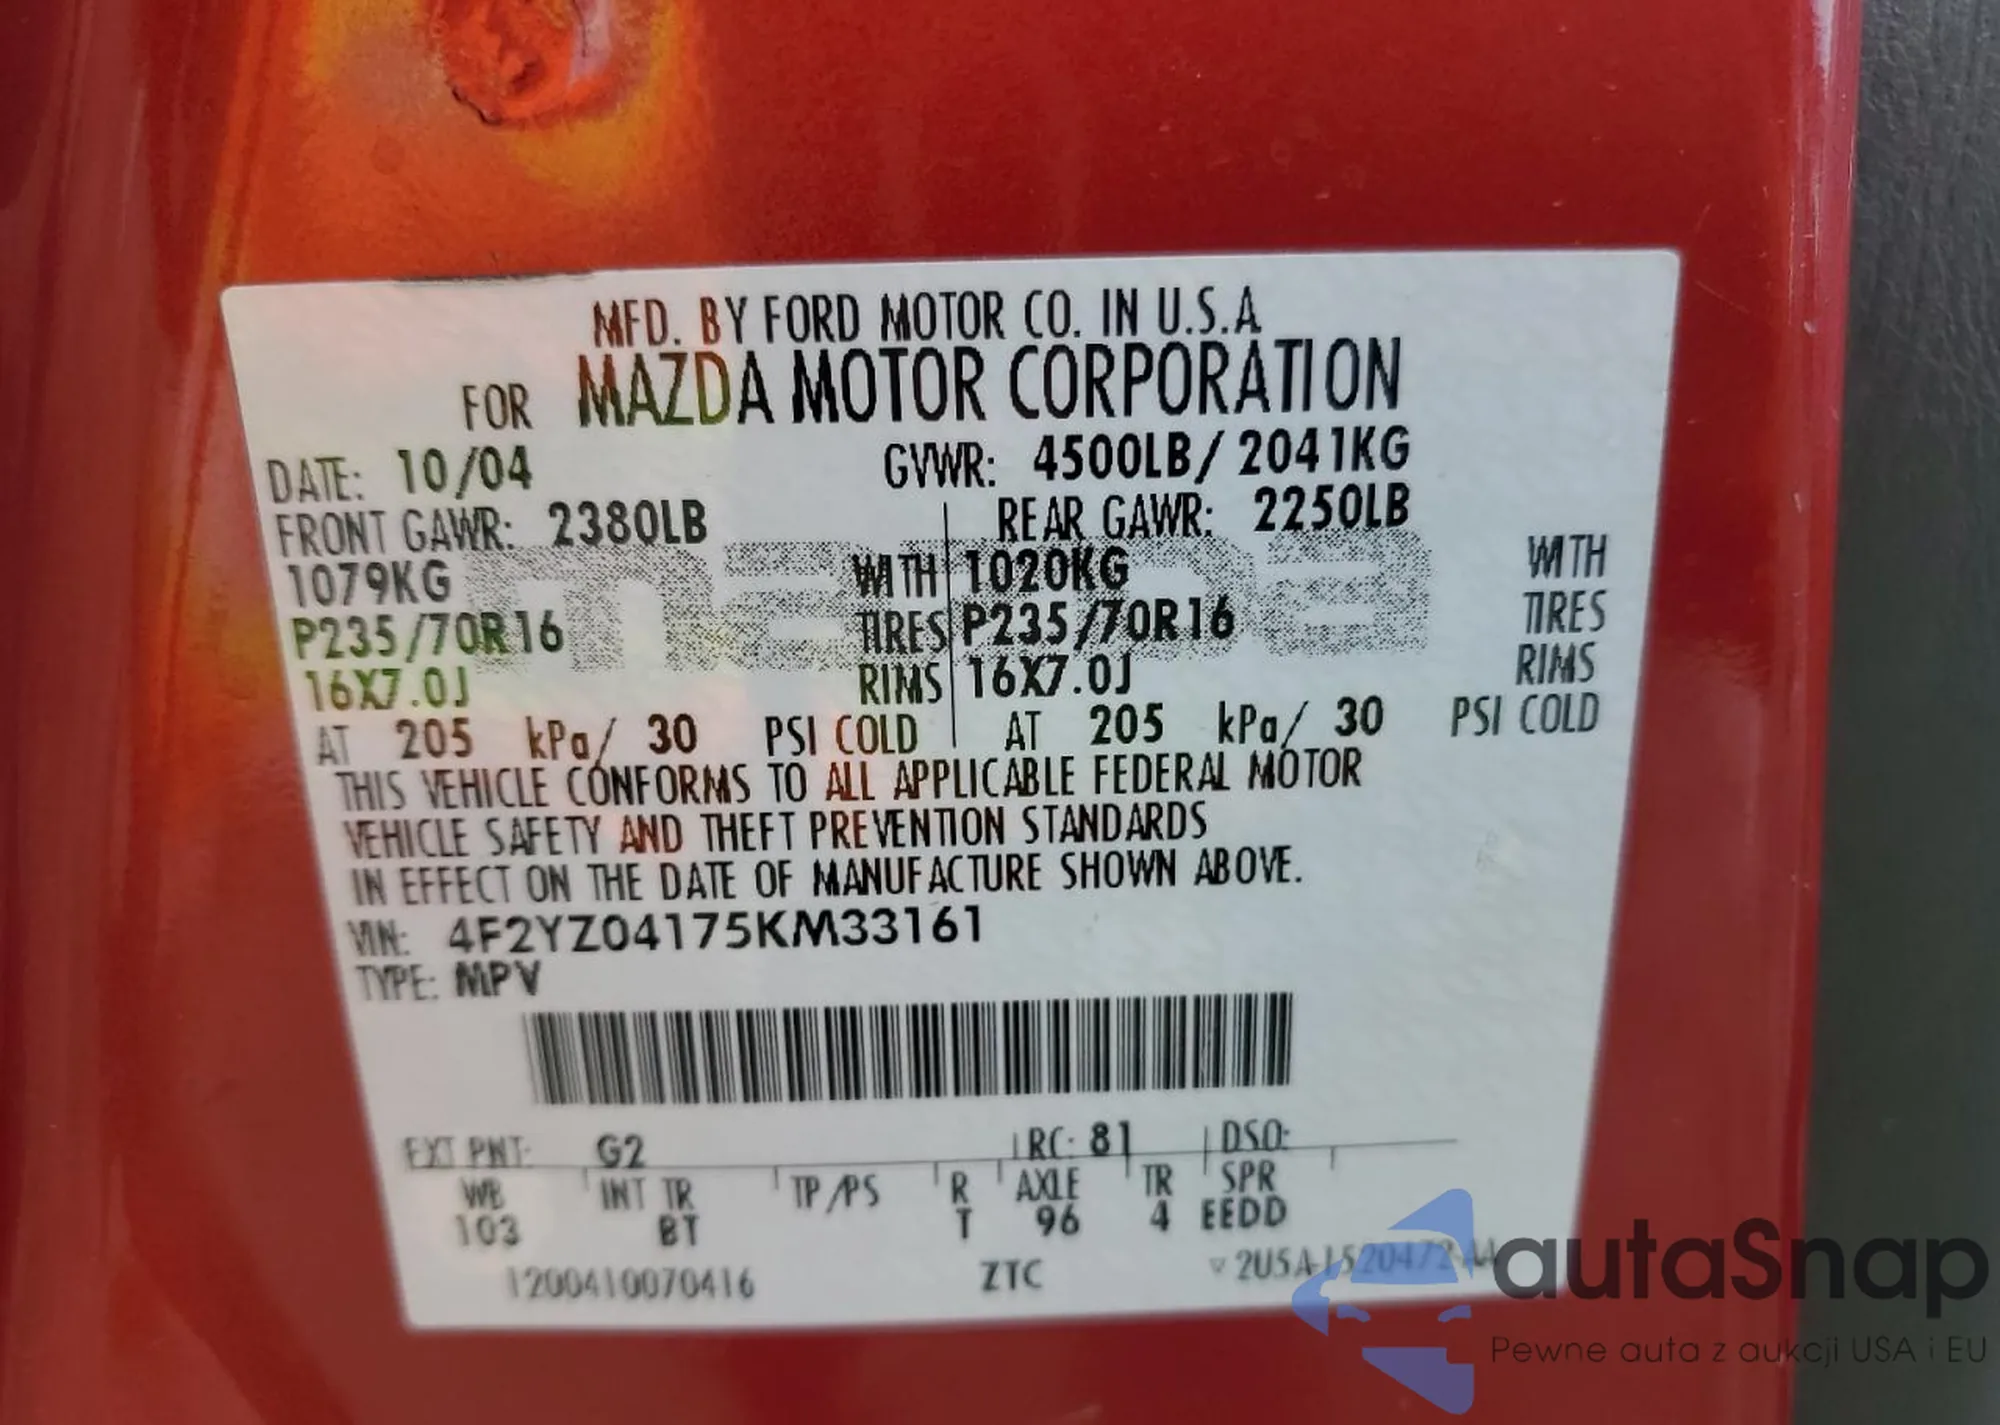 MFD. BY FORD MOTOR CO. IN U.S.A
FOR MAZDA MOTOR CORPORATION
DATE: 10/04 GVWR: 4500LB/ 2041KG
FRONT GAWR: 2380LB REAR GAWR: 2250LB
1079KG WITH 1020KG WITH
P235/70R16 TIRES P235/70R16 TIRES
16X7.0J RIMS 16X7.0J RIMS
AT 205 kPa/ 30 PSI COLD AT 205 kPa/ 30 PSI COLD
THIS VEHICLE CONFORMS TO ALL APPLICABLE FEDERAL MOTOR
VEHICLE SAFETY AND THEFT PREVENTION STANDARDS
IN EFFECT ON THE DATE OF MANUFACTURE SHOWN ABOVE.
VIN: 4F2YZ04175KM33161
TYPE: MPV
EXT PNT: G2 RC: 81 DSO:
WB INT TR TP/PS R AXLE TR SPR
103 BT T 96 4 EEDD
1200410070416 ZTC
autaSnap
Pewne auta z aukcji USA i EU